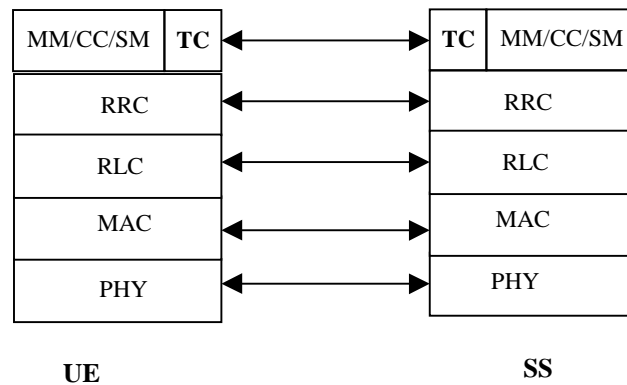 MM/CC/SM TC TC MM/CC/SM
RRC RRC
RLC RLC
MAC MAC
PHY PHY
UE SS